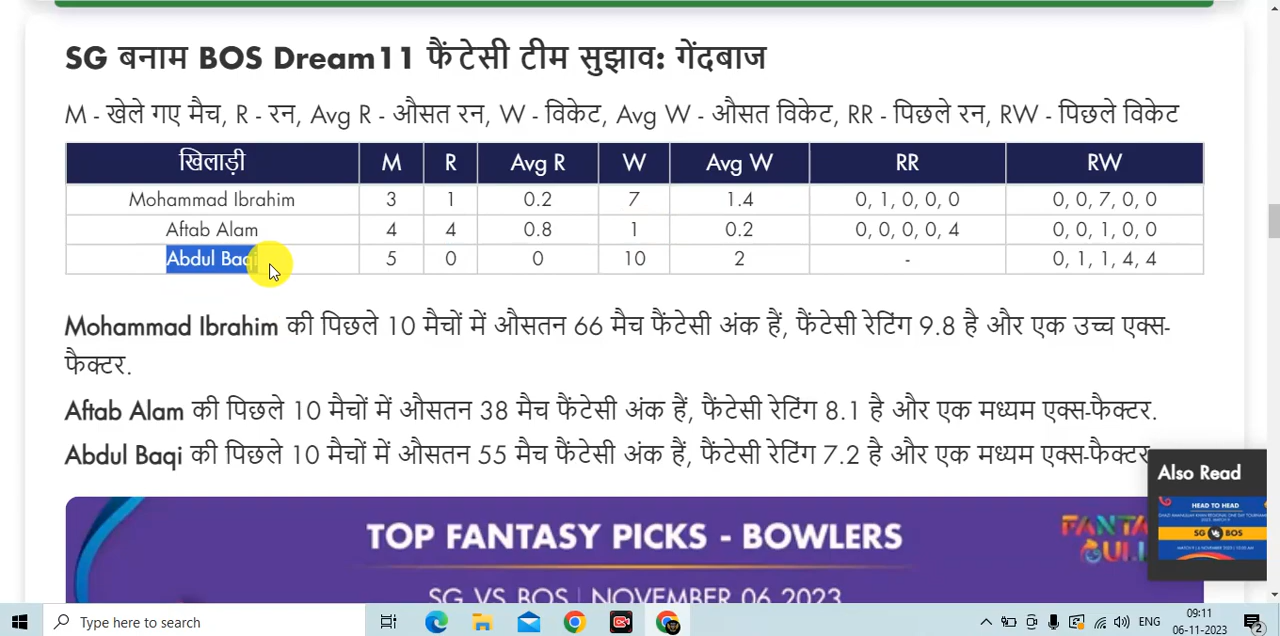 SG बनाम BOS Dream11 फैंटेसी टीम सुझाव: गेंदबाज
M - खेले गए मैच, R - रन, Avg R - औसत रन, W - विकेट, Avg W - औसत विकेट, RR - पिछले रन, RW - पिछले विकेट
खिलाड़ी M R Avg R W Avg W RR RW
Mohammad Ibrahim 3 1 0.2 7 1.4 0, 1, 0, 0, 0 0, 0, 7, 0, 0
Aftab Alam 4 4 0.8 1 0.2 0, 0, 0, 0, 4 0, 0, 1, 0, 0
Abdul Baqi 5 0 0 10 2 - 0, 1, 1, 4, 4
Mohammad Ibrahim की पिछले 10 मैचों में औसतन 66 मैच फैंटेसी अंक हैं, फैंटेसी रेटिंग 9.8 है और एक उच्च एक्स-
फैक्टर.
Aftab Alam की पिछले 10 मैचों में औसतन 38 मैच फैंटेसी अंक हैं, फैंटेसी रेटिंग 8.1 है और एक मध्यम एक्स-फैक्टर.
Abdul Baqi की पिछले 10 मैचों में औसतन 55 मैच फैंटेसी अंक हैं, फैंटेसी रेटिंग 7.2 है और एक मध्यम एक्स-फैक्टर
Also Read
HEAD TO HEAD
SG VS BOS
TOP FANTASY PICKS - BOWLERS
SG VS BOS | NOVEMBER 06 2023
Type here to search
ENG
09:11
06-11-2023
2